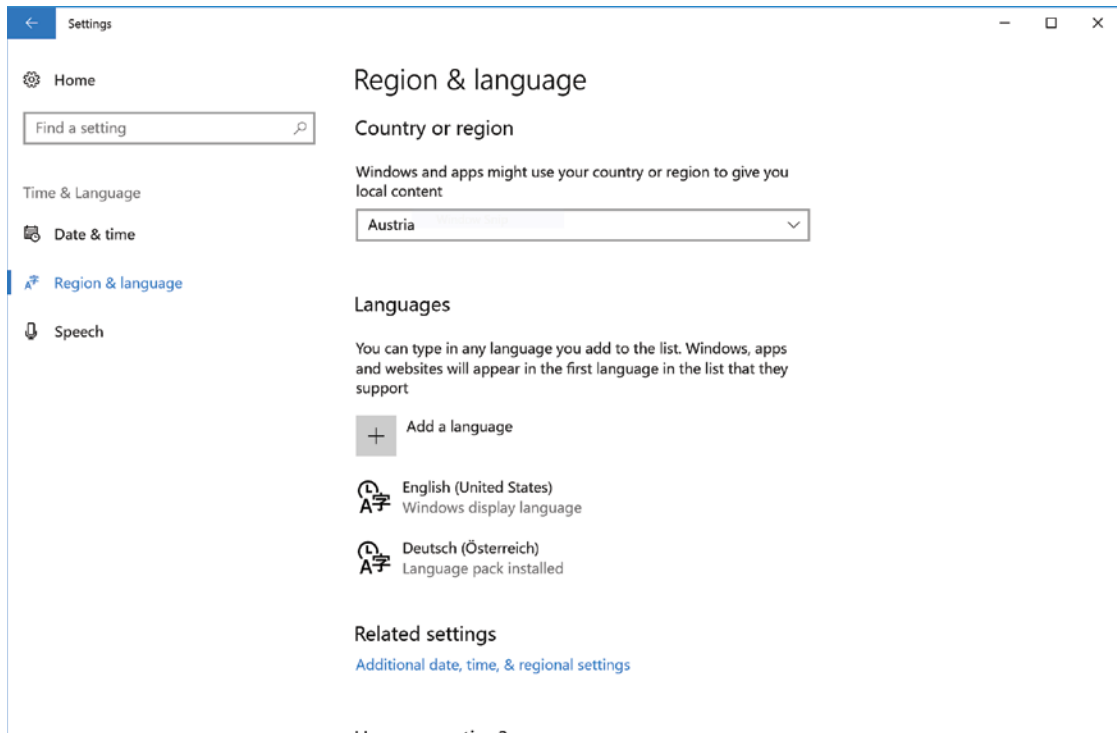 Settings
Home
Find a setting
Time & Language
Date & time
Region & language
Speech
Region & language
Country or region
Windows and apps might use your country or region to give you
local content
Austria
Languages
You can type in any language you add to the list. Windows, apps
and websites will appear in the first language in the list that they
support
Add a language
English (United States)
Windows display language
Deutsch (Österreich)
Language pack installed
Related settings
Additional date, time, & regional settings